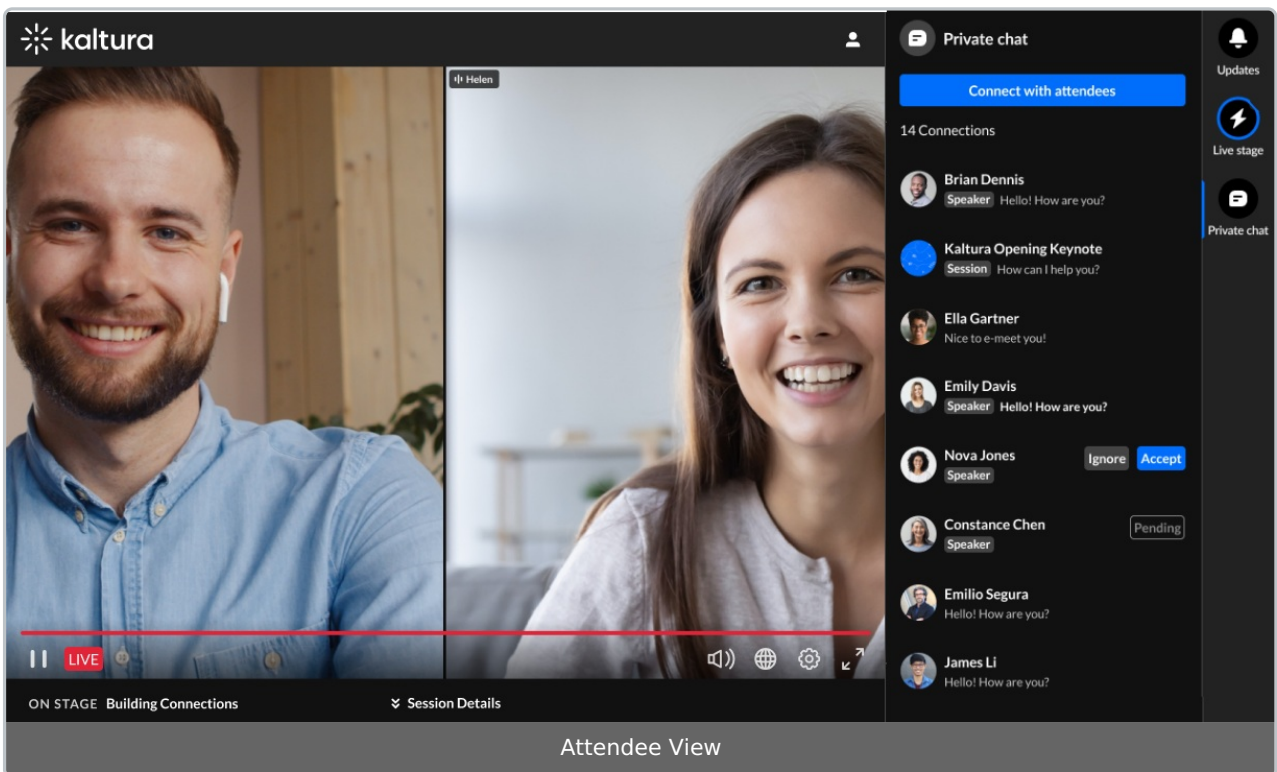 kaltura
Helen
LIVE
ON STAGE Building Connections
Session Details
Private chat
Connect with attendees
14 Connections
Brian Dennis
Speaker Hello! How are you?
Kaltura Opening Keynote
Session How can I help you?
Ella Gartner
Nice to e-meet you!
Emily Davis
Speaker Hello! How are you?
Nova Jones
Speaker
Ignore Accept
Constance Chen
Speaker
Pending
Emilio Segura
Hello! How are you?
James Li
Hello! How are you?
Updates
Live stage
Private chat
Attendee View